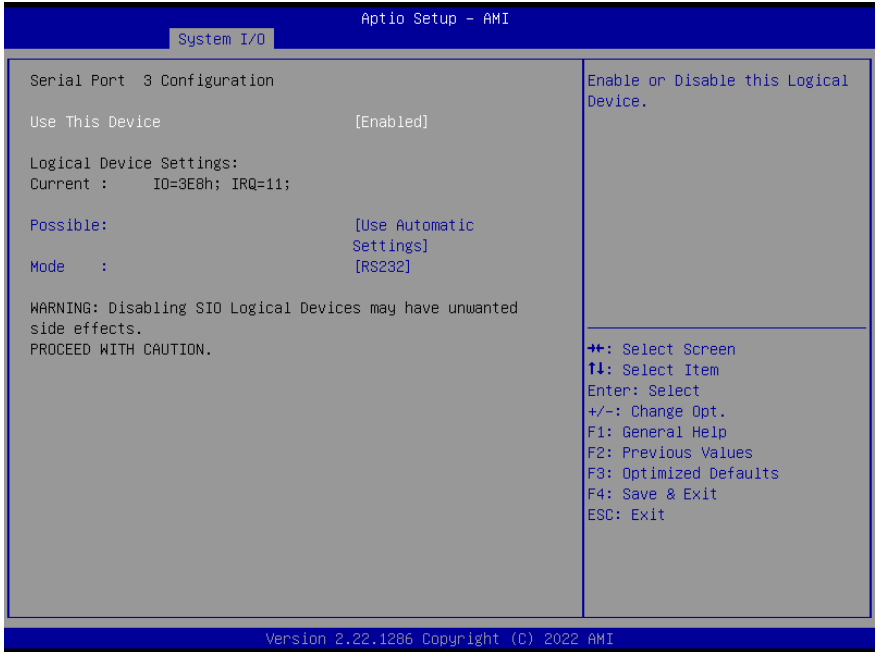 Aptio Setup – AMI
System I/O
Serial Port  3 Configuration
Use This Device [Enabled]
Logical Device Settings:
Current :     IO=3E8h; IRQ=11;
Possible: [Use Automatic
Settings]
Mode    : [RS232]
WARNING: Disabling SIO Logical Devices may have unwanted
side effects.
PROCEED WITH CAUTION.
Enable or Disable this Logical
Device.
→←: Select Screen
↑↓: Select Item
Enter: Select
+/-: Change Opt.
F1: General Help
F2: Previous Values
F3: Optimized Defaults
F4: Save & Exit
ESC: Exit
Version 2.22.1286 Copyright (C) 2022 AMI